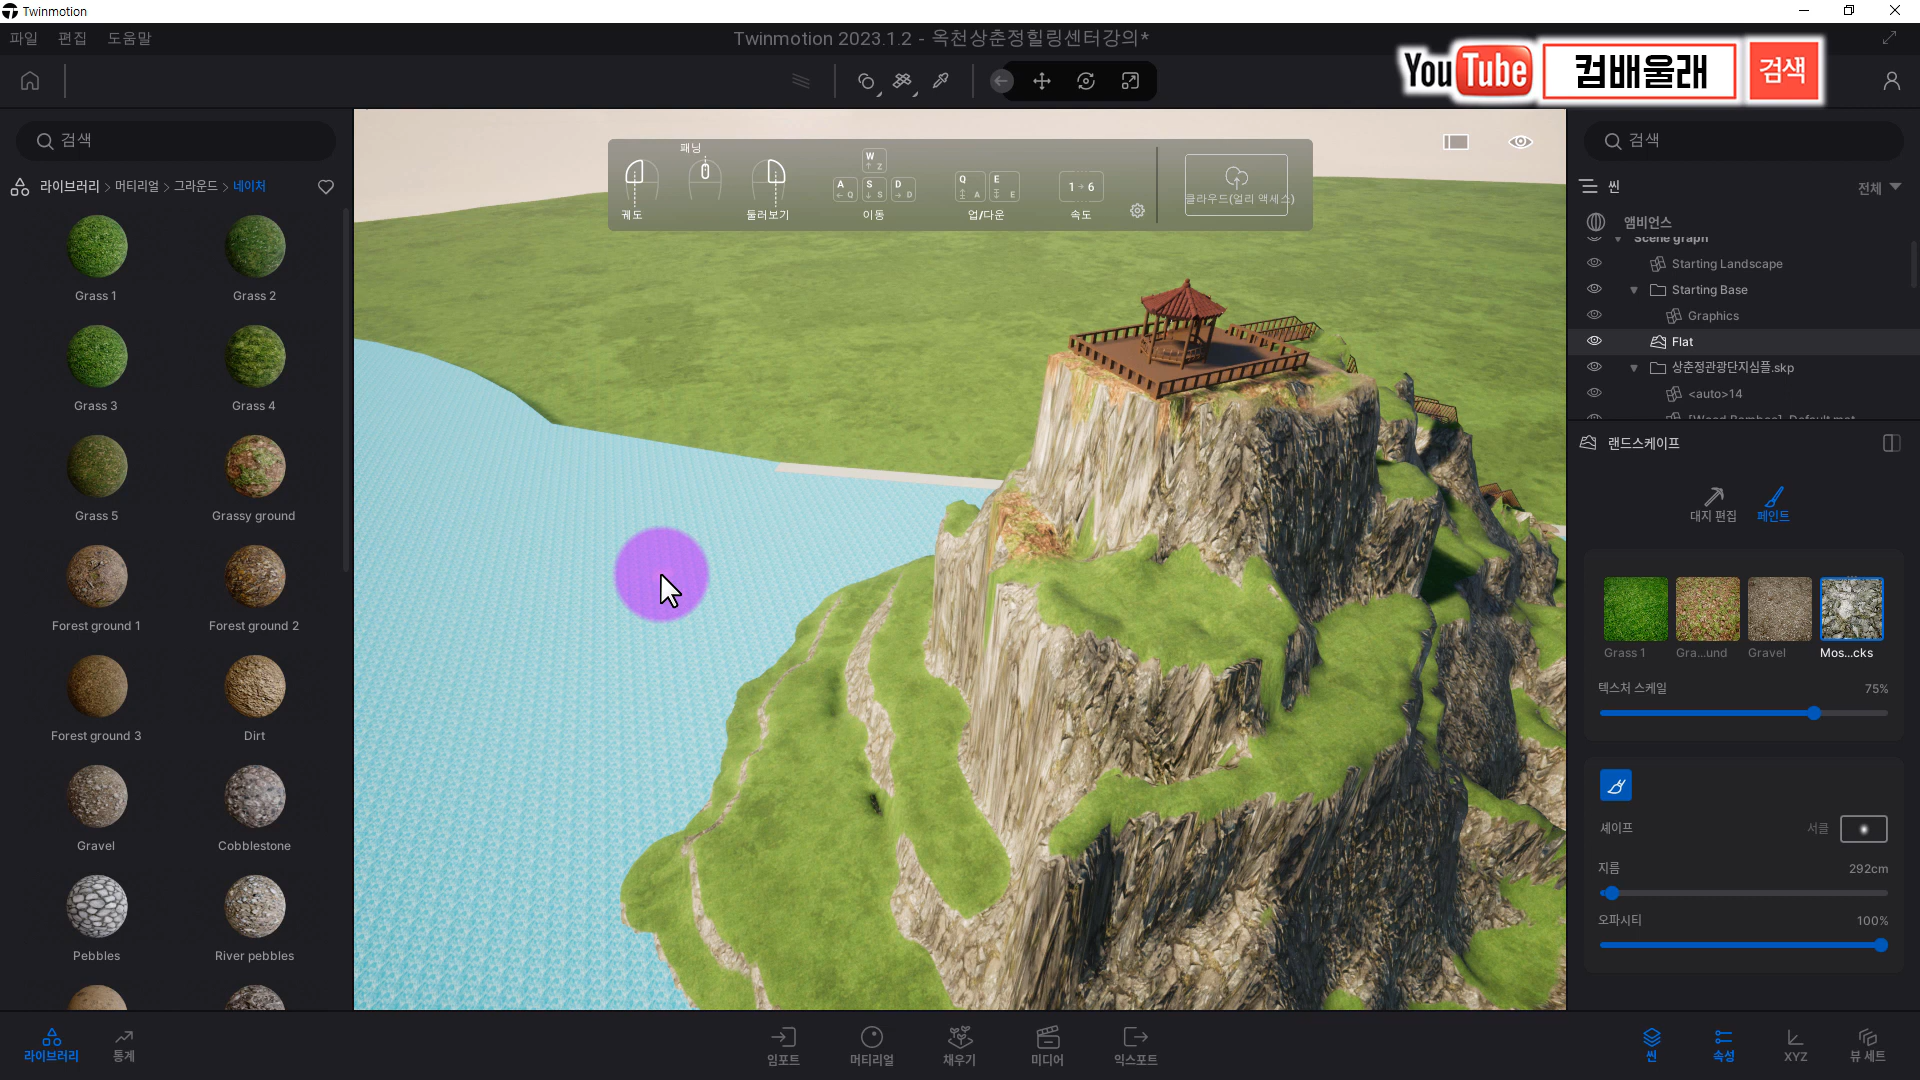 Twinmotion
파일 편집 도움말
Twinmotion 2023.1.2 - 옥천상춘정힐링센터강의*
YouTube 컴배울래 검색
검색
라이브러리 > 머티리얼 > 그라운드 > 네이처
Grass 1
Grass 2
Grass 3
Grass 4
Grass 5
Grassy ground
Forest ground 1
Forest ground 2
Forest ground 3
Dirt
Gravel
Cobblestone
Pebbles
River pebbles
궤도
패닝
둘러보기
W
↑ Z
A
← Q
S
↓ S
D
→ D
이동
Q
A
E
E
업/다운
1 - 6
속도
클라우드(얼리 액세스)
검색
씬
전체
앰비언스
Scene graph
Starting Landscape
Starting Base
Graphics
Flat
상춘정관광단지심플.skp
<auto>14
[Wood Bamboo]_Default mat
랜드스케이프
대지 편집
페인트
Grass 1
Gra...und
Gravel
Mos...cks
텍스처 스케일
75%
셰이프
서클
지름
292cm
오파시티
100%
라이브러리
통계
임포트
머티리얼
채우기
미디어
익스포트
씬
속성
XYZ
뷰 세트